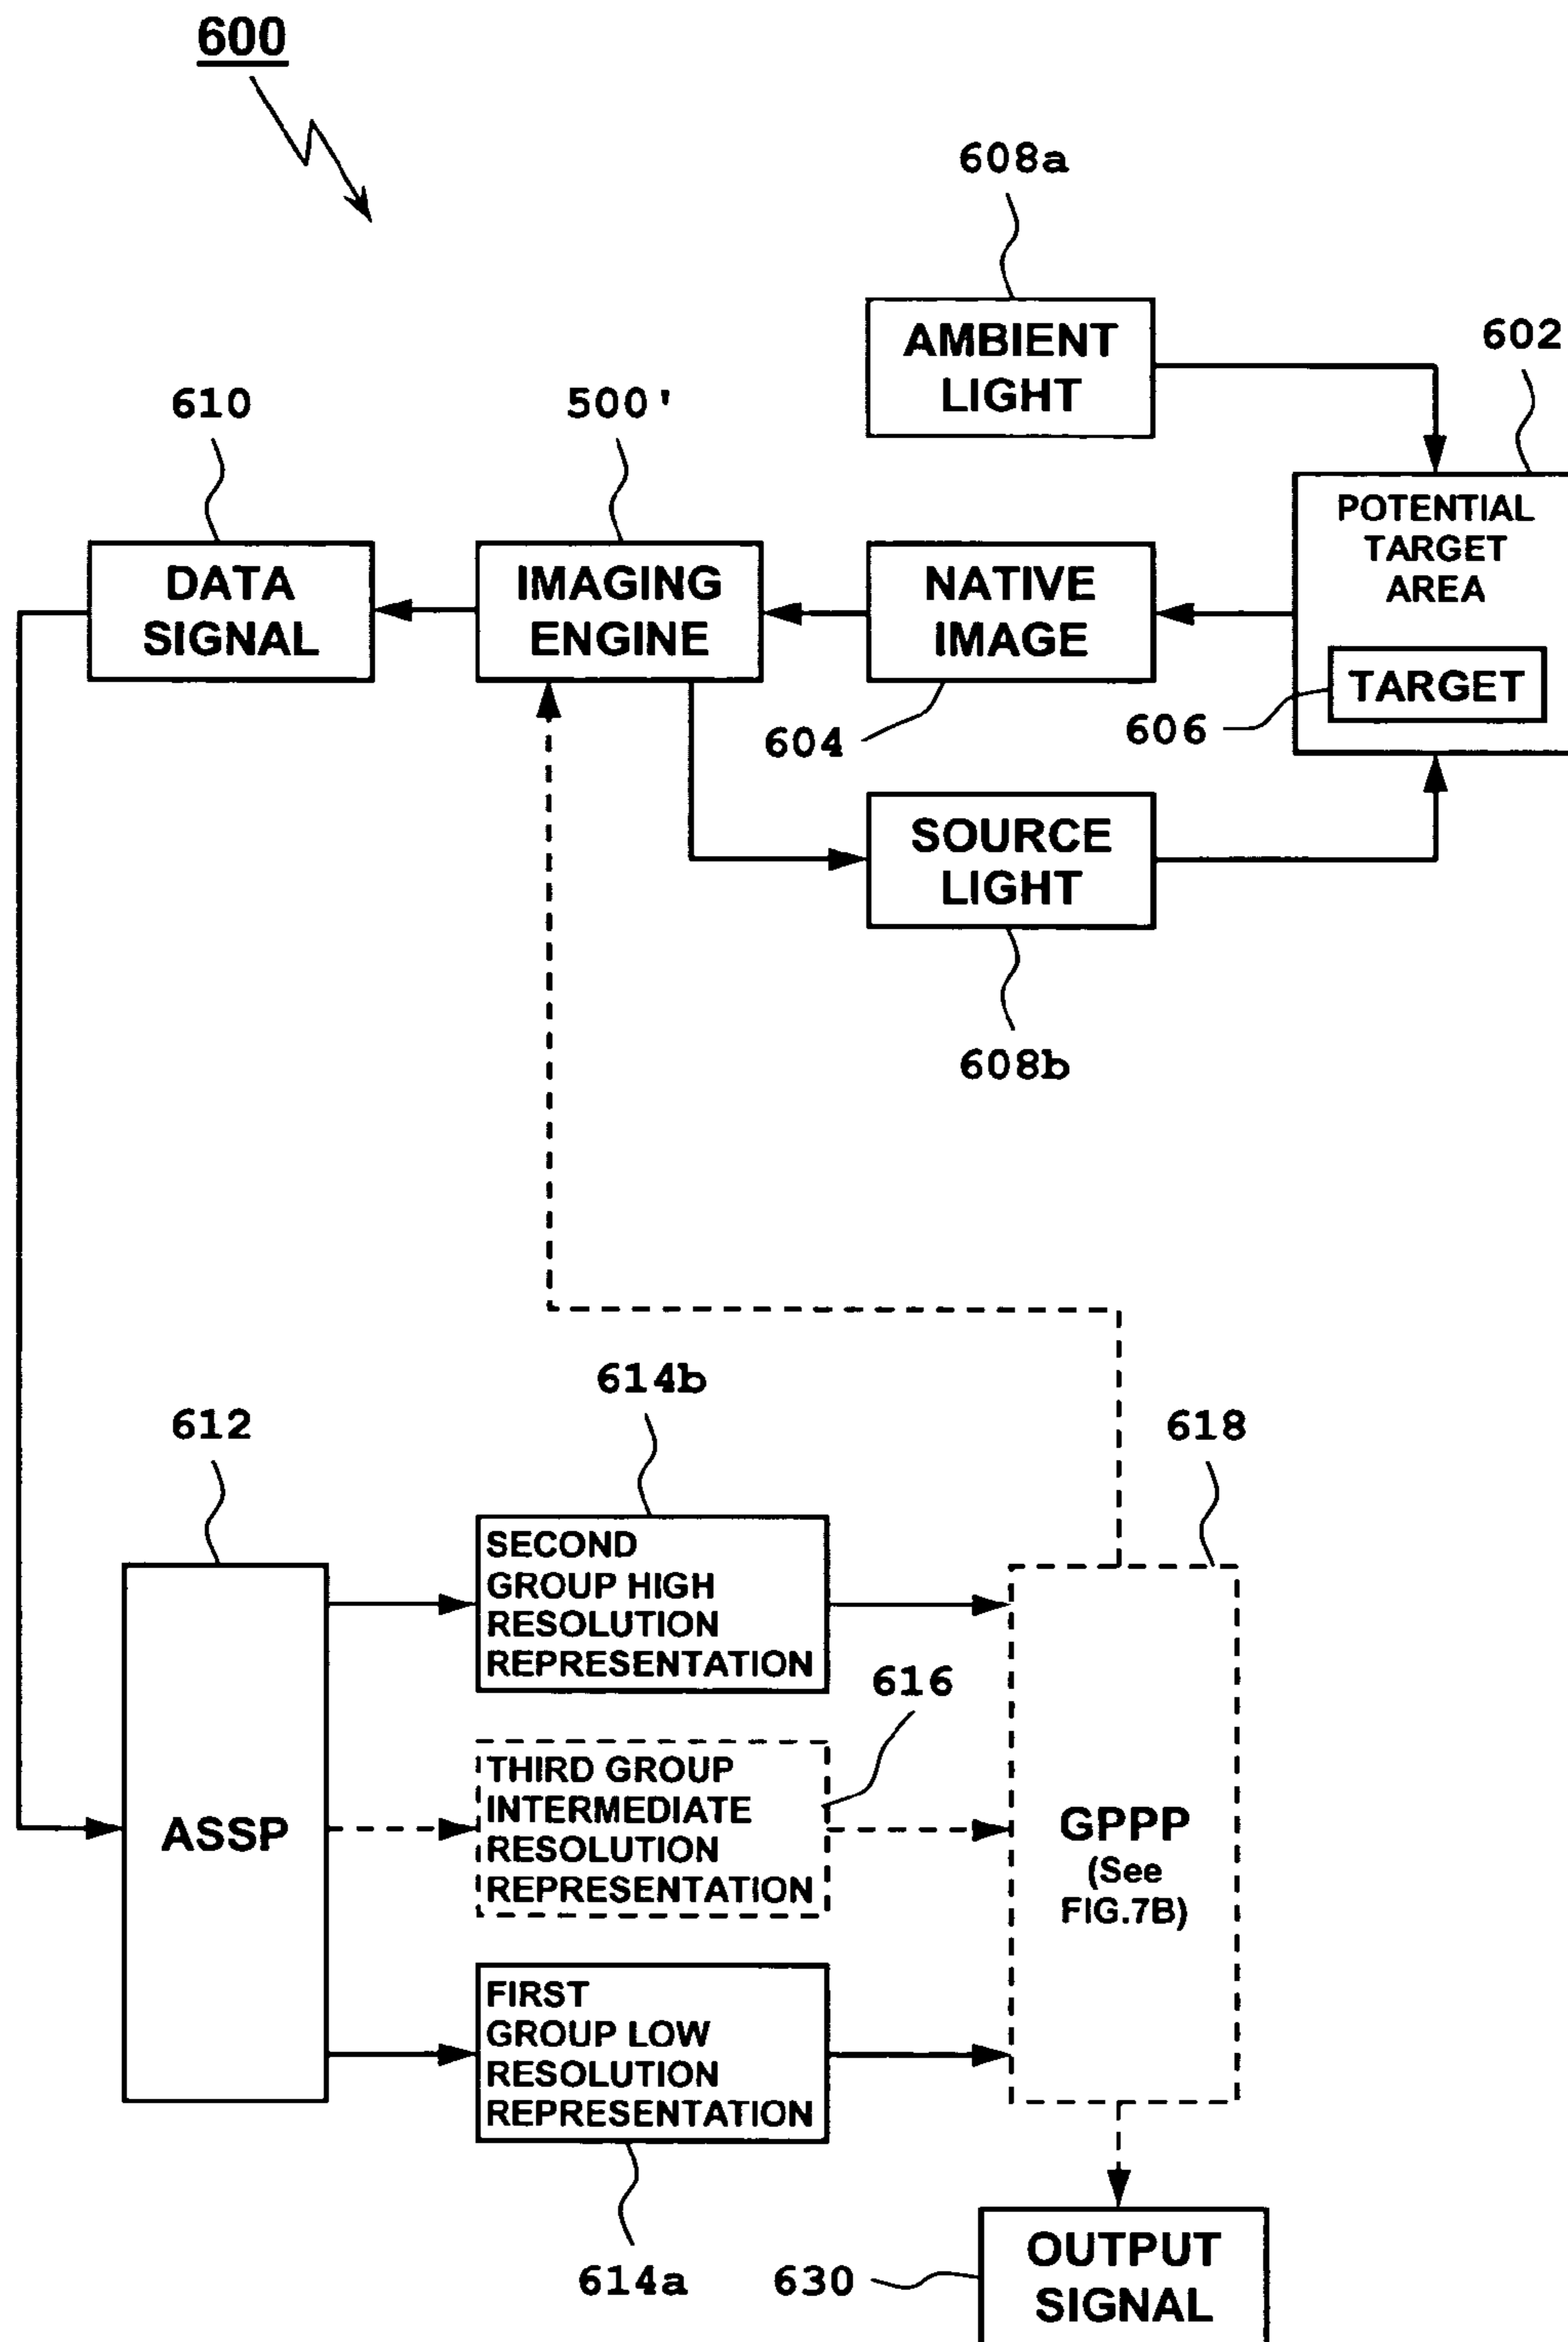 600
608a
AMBIENT
LIGHT
602
610
500'
DATA
SIGNAL
IMAGING
ENGINE
NATIVE
IMAGE
POTENTIAL
TARGET
AREA
TARGET
604
606
SOURCE
LIGHT
608b
614b
612
618
SECOND
GROUP HIGH
RESOLUTION
REPRESENTATION
616
THIRD GROUP
INTERMEDIATE
RESOLUTION
REPRESENTATION
ASSP
GPPP
(See
FIG.7B)
FIRST
GROUP LOW
RESOLUTION
REPRESENTATION
614a
630
OUTPUT
SIGNAL